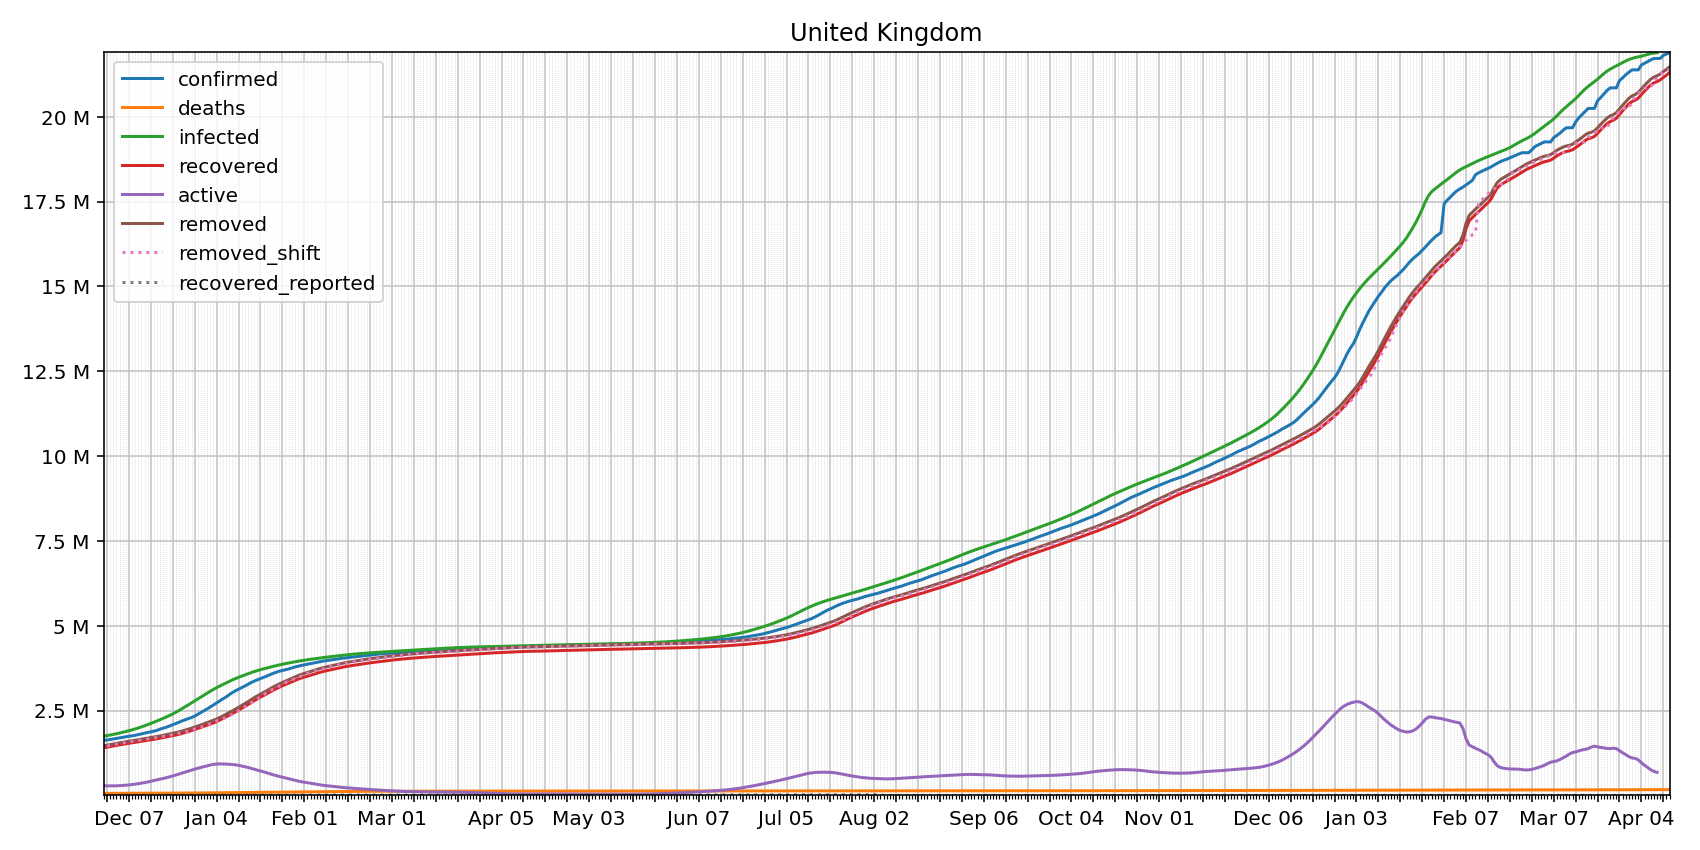 United Kingdom
confirmed
deaths
infected
recovered
active
removed
removed_shift
recovered_reported
20 M
17.5 M
15 M
12.5 M
10 M
7.5 M
5 M
2.5 M
Dec 07 Jan 04 Feb 01 Mar 01 Apr 05 May 03 Jun 07 Jul 05 Aug 02 Sep 06 Oct 04 Nov 01 Dec 06 Jan 03 Feb 07 Mar 07 Apr 04